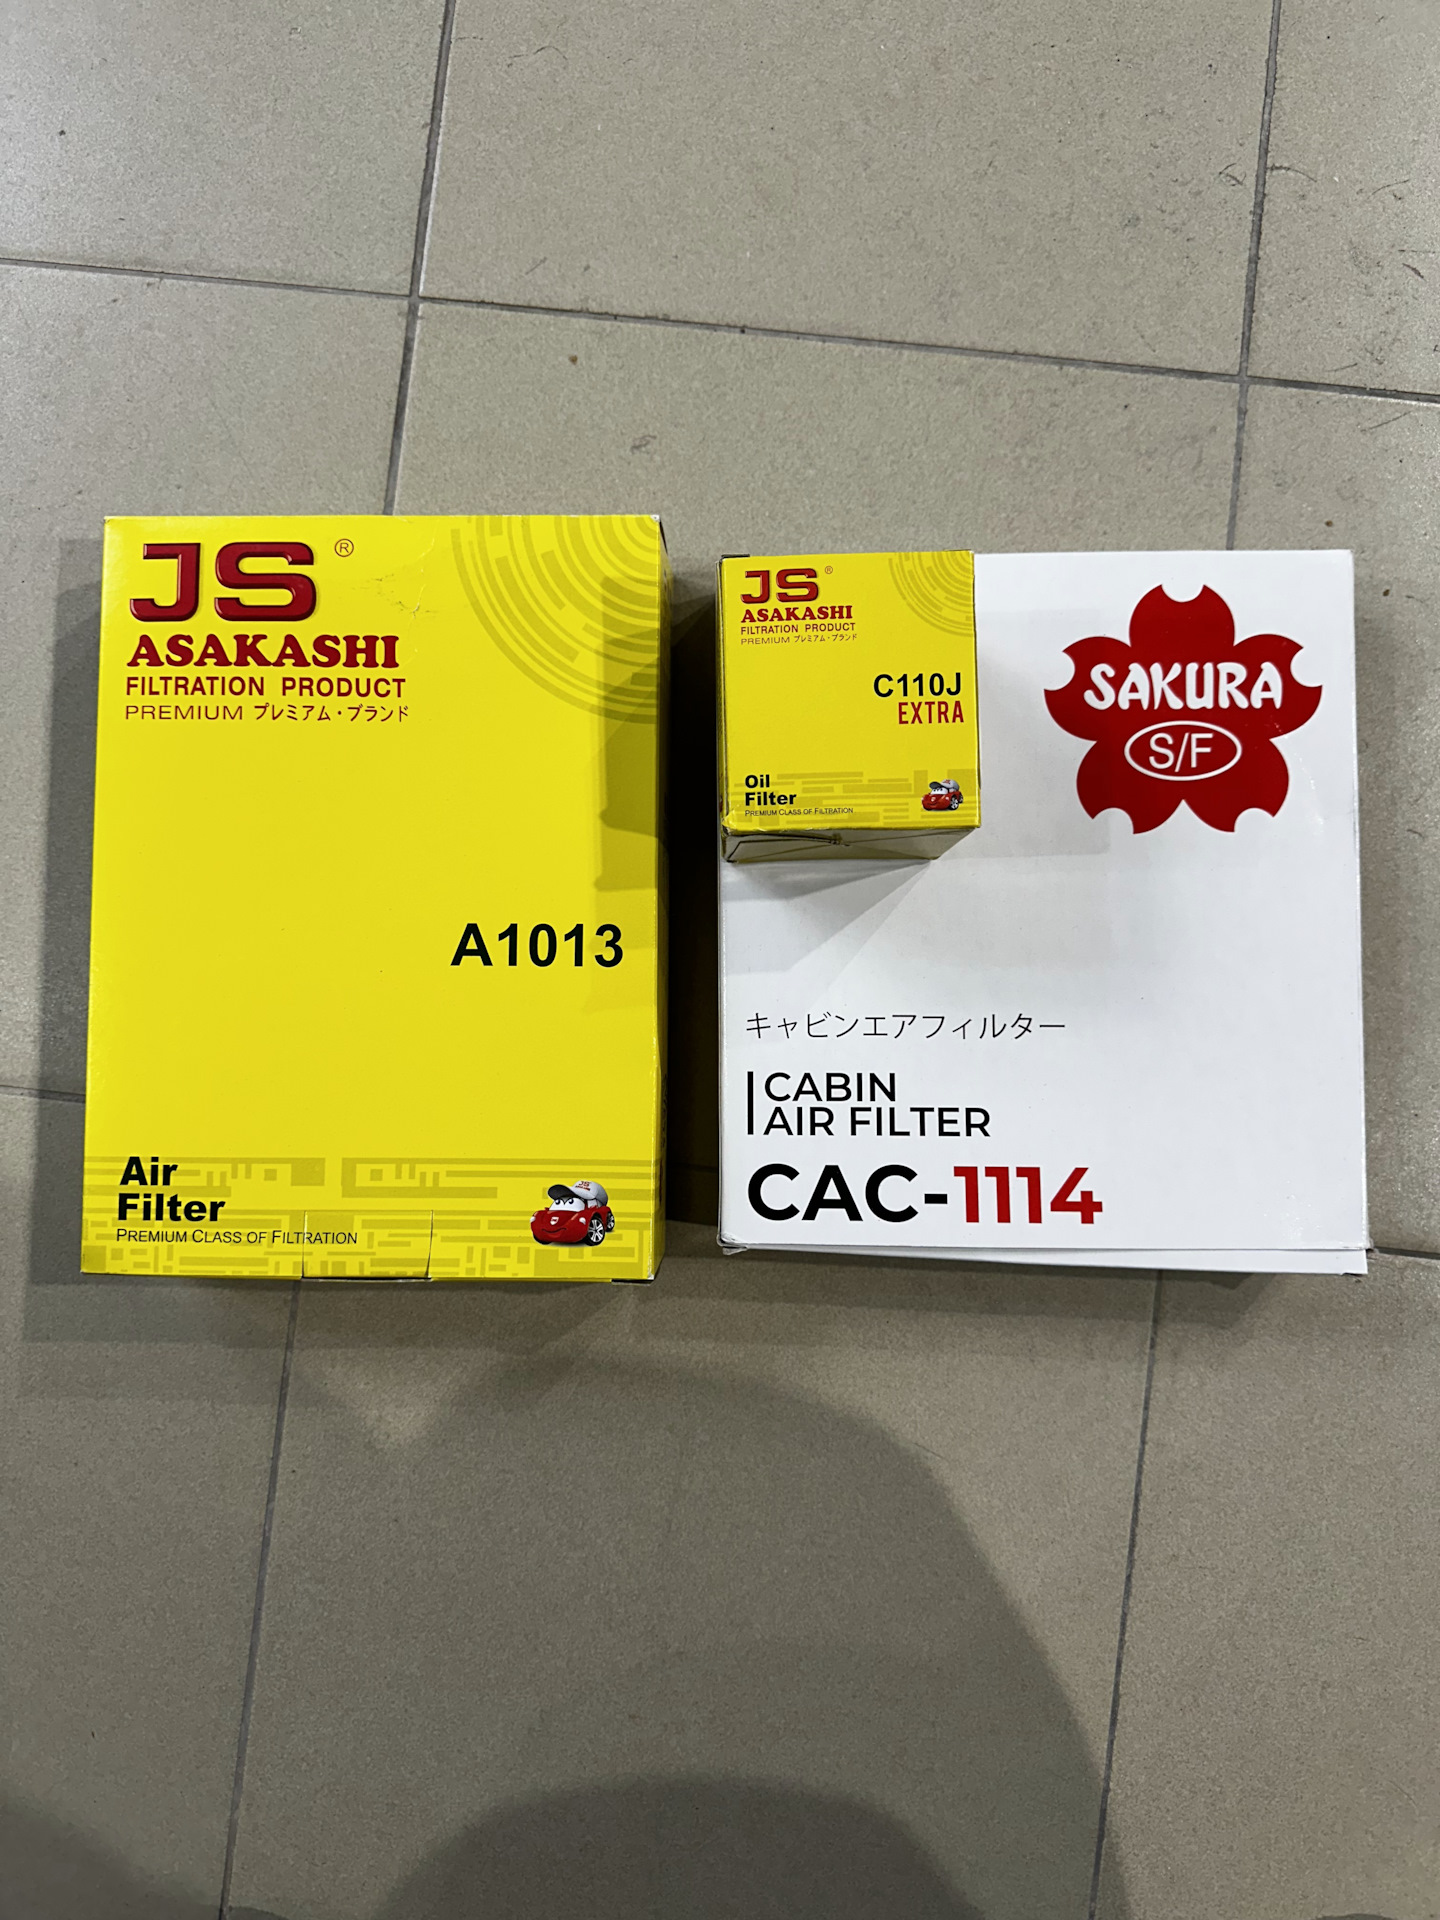 JS®
ASAKASHI
FILTRATION PRODUCT
PREMIUM プレミアム・ブランド
A1013
Air
Filter
PREMIUM CLASS OF FILTRATION
JS®
ASAKASHI
FILTRATION PRODUCT
PREMIUM プレミアム・ブランド
C110J
EXTRA
Oil
Filter
PREMIUM CLASS OF FILTRATION
SAKURA
S/F
キャビンエアフィルター
CABIN
AIR FILTER
CAC-1114